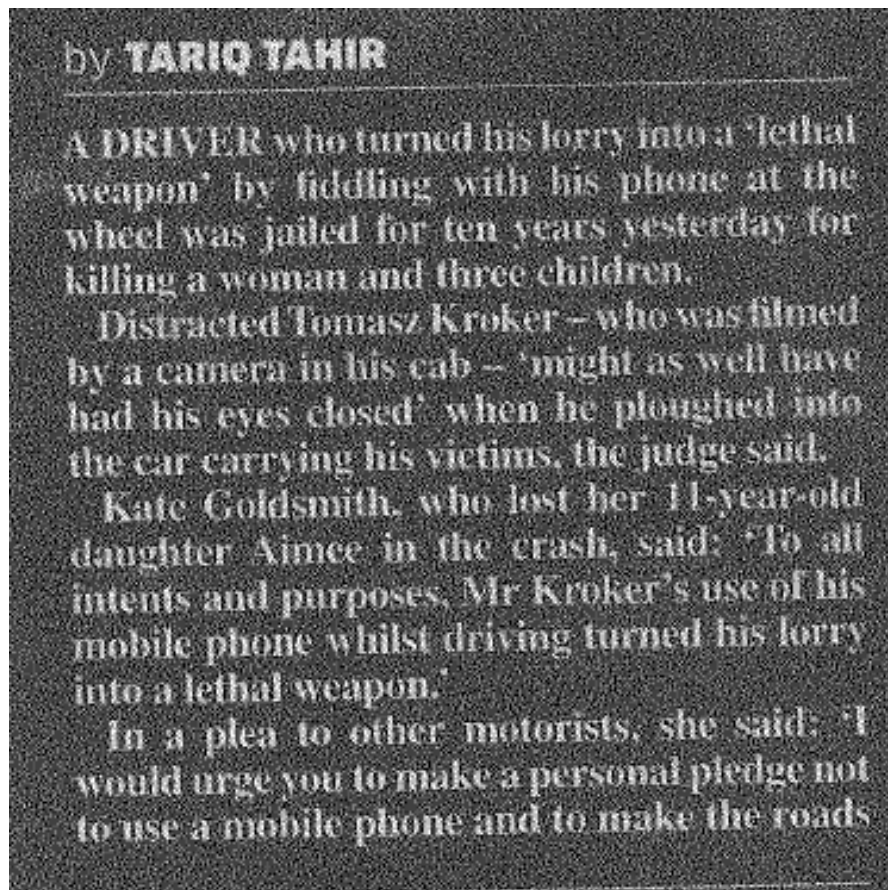 by TARIQ TAHIR
A DRIVER who turned his lorry into a ‘lethal
weapon’ by fiddling with his phone at the
wheel was jailed for ten years yesterday for
killing a woman and three children.
Distracted Tomasz Kroker – who was filmed
by a camera in his cab – ‘might as well have
had his eyes closed’ when he ploughed into
the car carrying his victims, the judge said.
Kate Goldsmith, who lost her 11-year-old
daughter Aimee in the crash, said: ‘To all
intents and purposes, Mr Kroker’s use of his
mobile phone whilst driving turned his lorry
into a lethal weapon.’
In a plea to other motorists, she said: ‘I
would urge you to make a personal pledge not
to use a mobile phone and to make the roads